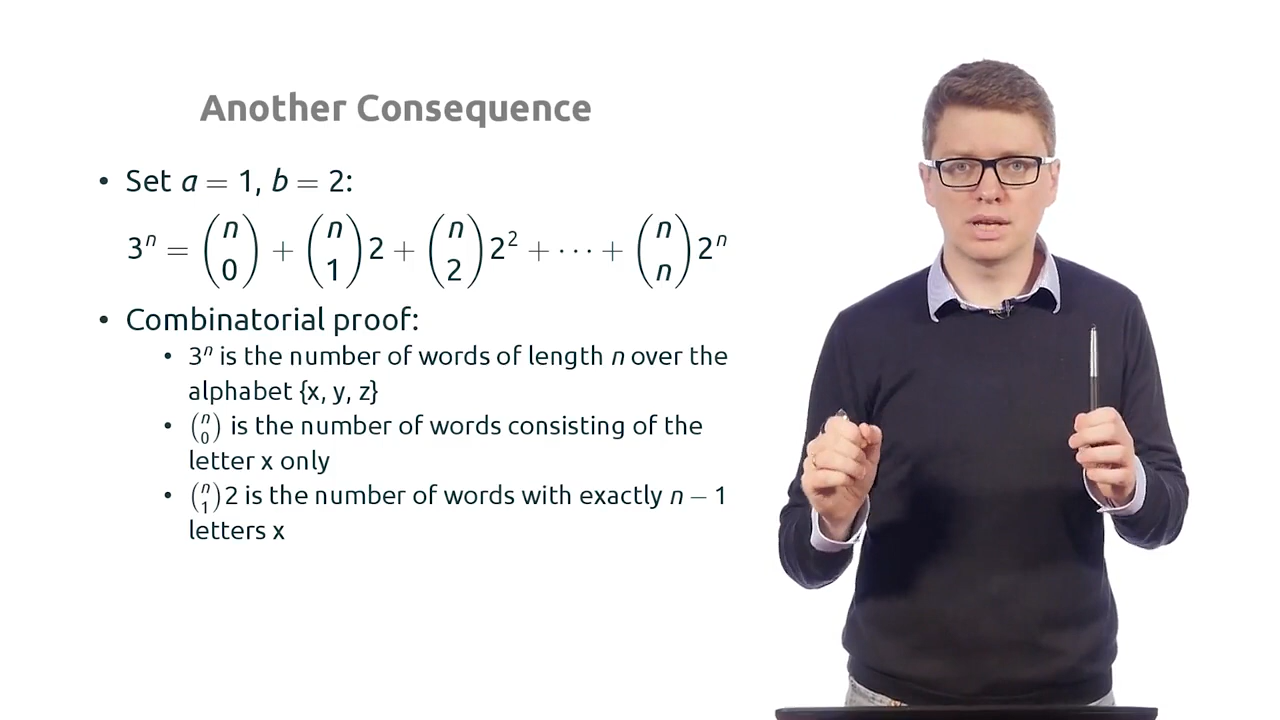 Another Consequence
• Set a = 1, b = 2:
3ⁿ = (n 0) + (n 1) 2 + (n 2) 2² + ⋯ + (n n) 2ⁿ
• Combinatorial proof:
• 3ⁿ is the number of words of length n over the
alphabet {x, y, z}
• (n 0) is the number of words consisting of the
letter x only
• (n 1) 2 is the number of words with exactly n − 1
letters x